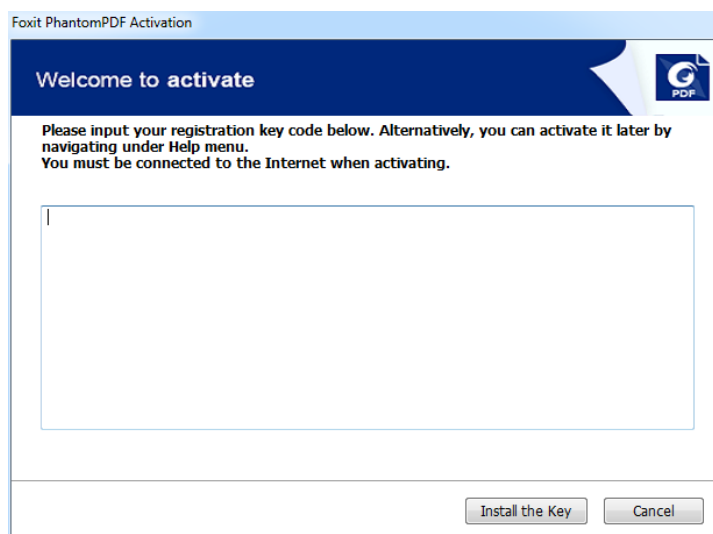 Foxit PhantomPDF Activation
Welcome to activate
PDF
Please input your registration key code below. Alternatively, you can activate it later by
navigating under Help menu.
You must be connected to the Internet when activating.
Install the Key
Cancel